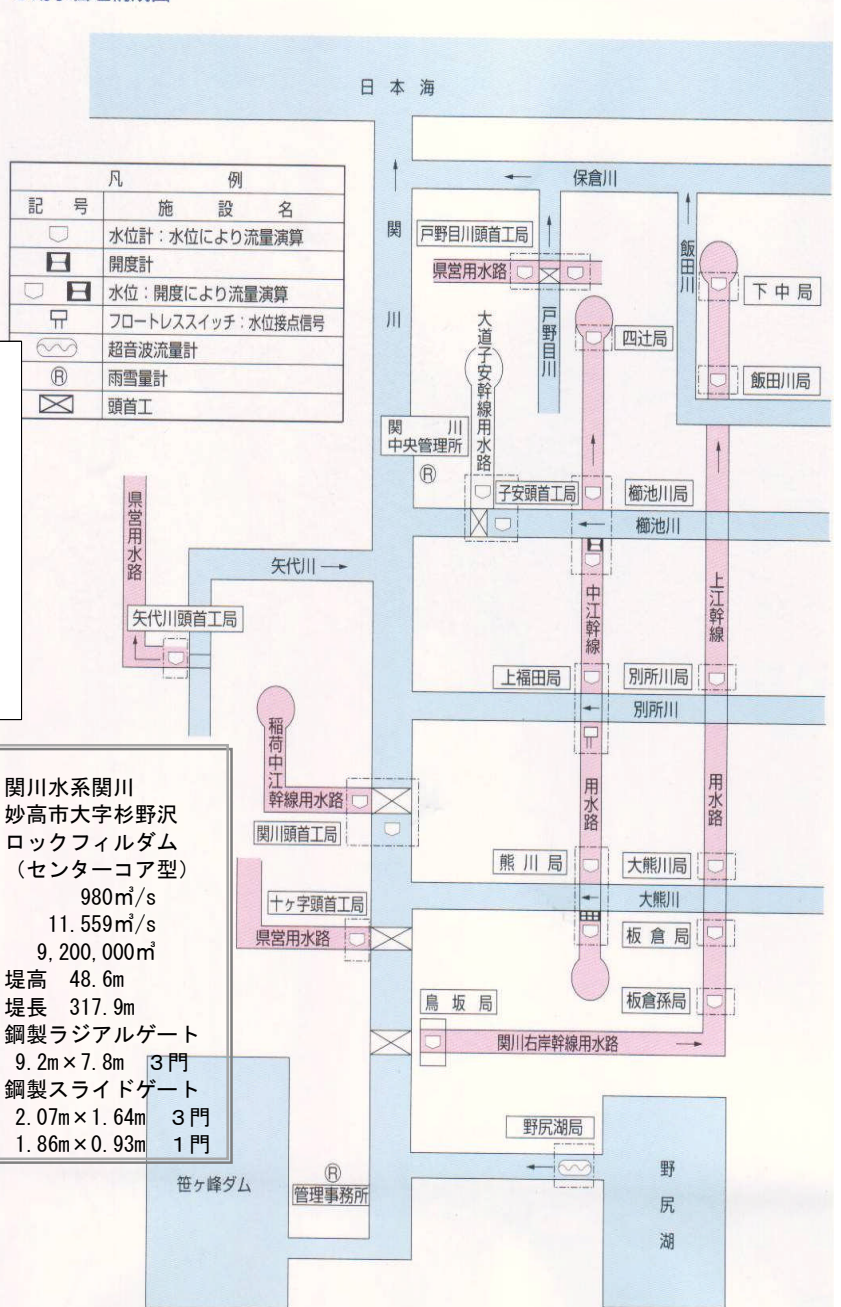 日本海
凡例
記号 施設名
水位計：水位により流量演算
開度計
水位：開度により流量演算
フロートレススイッチ：水位接点信号
超音波流量計
Ⓡ 雨雪量計
頭首工
保倉川
関川
戸野目川頭首工局
県営用水路
戸野目川
飯田川
下中局
四辻局
飯田川局
大道子安幹線用水路
関川
中央管理所
Ⓡ
子安頭首工局
櫛池川局
櫛池川
県営用水路
矢代川
矢代川頭首工局
中江幹線
用水路
上江幹線
用水路
上福田局
別所川局
別所川
稲荷中江
幹線用水路
関川頭首工局
熊川局
大熊川局
大熊川
十ヶ字頭首工局
県営用水路
板倉局
板倉孫局
鳥坂局
関川右岸幹線用水路
野尻湖局
野尻湖
笹ヶ峰ダム
Ⓡ
管理事務所
関川水系関川
妙高市大字杉野沢
ロックフィルダム
（センターコア型）
980㎥/s
11.559㎥/s
9,200,000㎥
堤高 48.6m
堤長 317.9m
鋼製ラジアルゲート
9.2m×7.8m 3門
鋼製スライドゲート
2.07m×1.64m 3門
1.86m×0.93m 1門